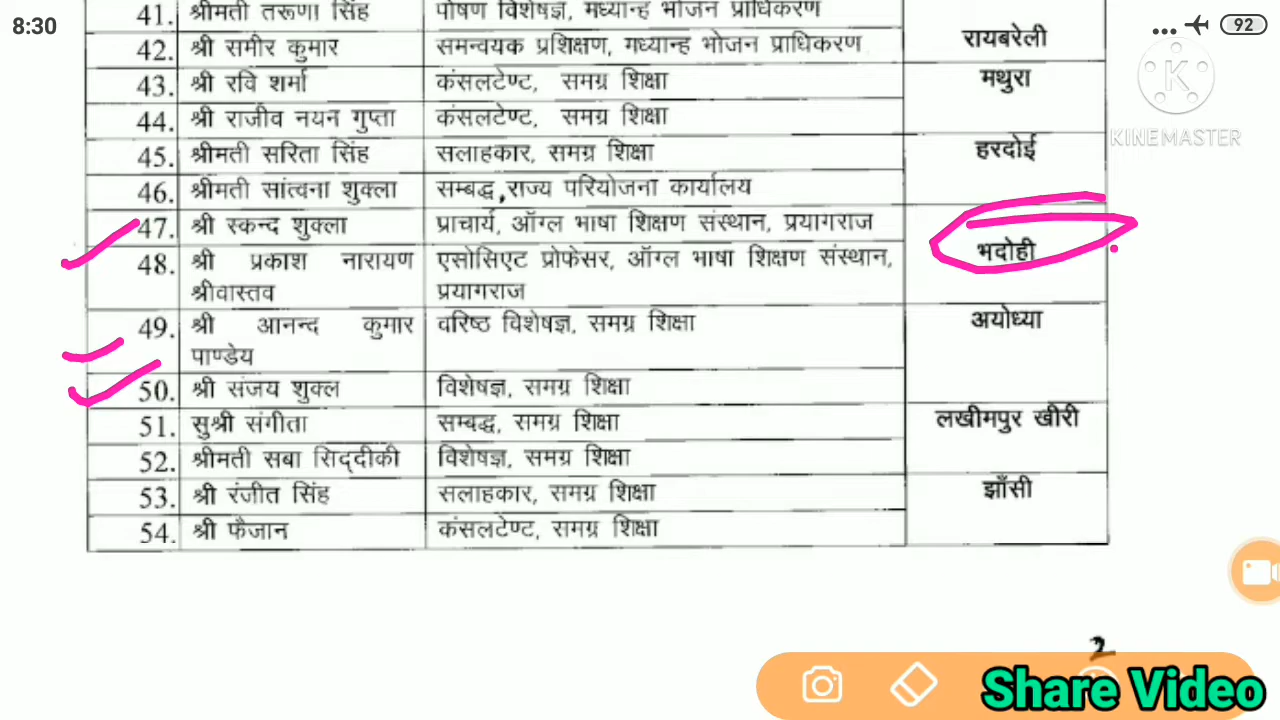 8:30
92
41. श्रीमती तरूणा सिंह पोषण विशेषज्ञ, मध्यान्ह भोजन प्राधिकरण
42. श्री समीर कुमार समन्वयक प्रशिक्षण, मध्यान्ह भोजन प्राधिकरण रायबरेली
43. श्री रवि शर्मा कंसलटेण्ट, समग्र शिक्षा मथुरा
44. श्री राजीव नयन गुप्ता कंसलटेण्ट, समग्र शिक्षा
45. श्रीमती सरिता सिंह सलाहकार, समग्र शिक्षा हरदोई
46. श्रीमती सांत्वना शुक्ला सम्बद्ध, राज्य परियोजना कार्यालय
47. श्री स्कन्द शुक्ला प्राचार्य, ऑग्ल भाषा शिक्षण संस्थान, प्रयागराज भदोही
48. श्री प्रकाश नारायण एसोसिएट प्रोफेसर, ऑग्ल भाषा शिक्षण संस्थान,
श्रीवास्तव प्रयागराज
49. श्री आनन्द कुमार वरिष्ठ विशेषज्ञ, समग्र शिक्षा अयोध्या
पाण्डेय
50. श्री संजय शुक्ल विशेषज्ञ, समग्र शिक्षा
51. सुश्री संगीता सम्बद्ध, समग्र शिक्षा लखीमपुर खीरी
52. श्रीमती सबा सिद्दीकी विशेषज्ञ, समग्र शिक्षा
53. श्री रंजीत सिंह सलाहकार, समग्र शिक्षा झाँसी
54. श्री फैजान कंसलटेण्ट, समग्र शिक्षा
K
KINEMASTER
2
Share Video